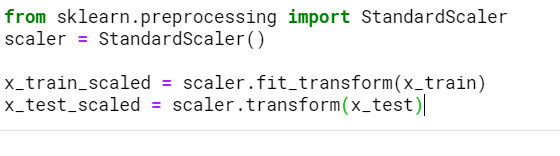 from sklearn.preprocessing import StandardScaler
scaler = StandardScaler()
x_train_scaled = scaler.fit_transform(x_train)
x_test_scaled = scaler.transform(x_test)